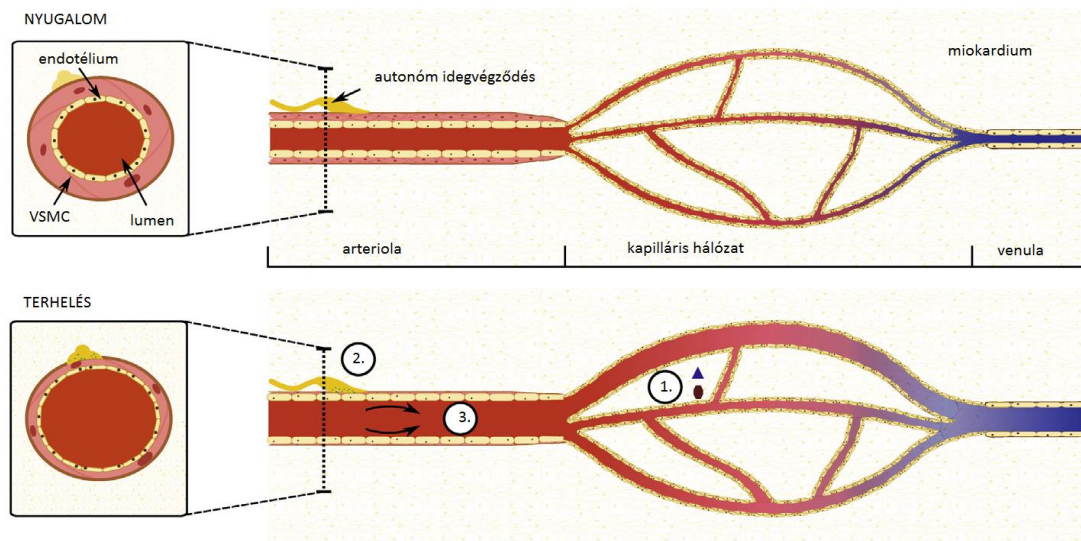 NYUGALOM
endotélium
autonóm idegvégződés
miokardium
VSMC
lumen
arteriola
kapilláris hálózat
venula
TERHELÉS
2.
1.
3.